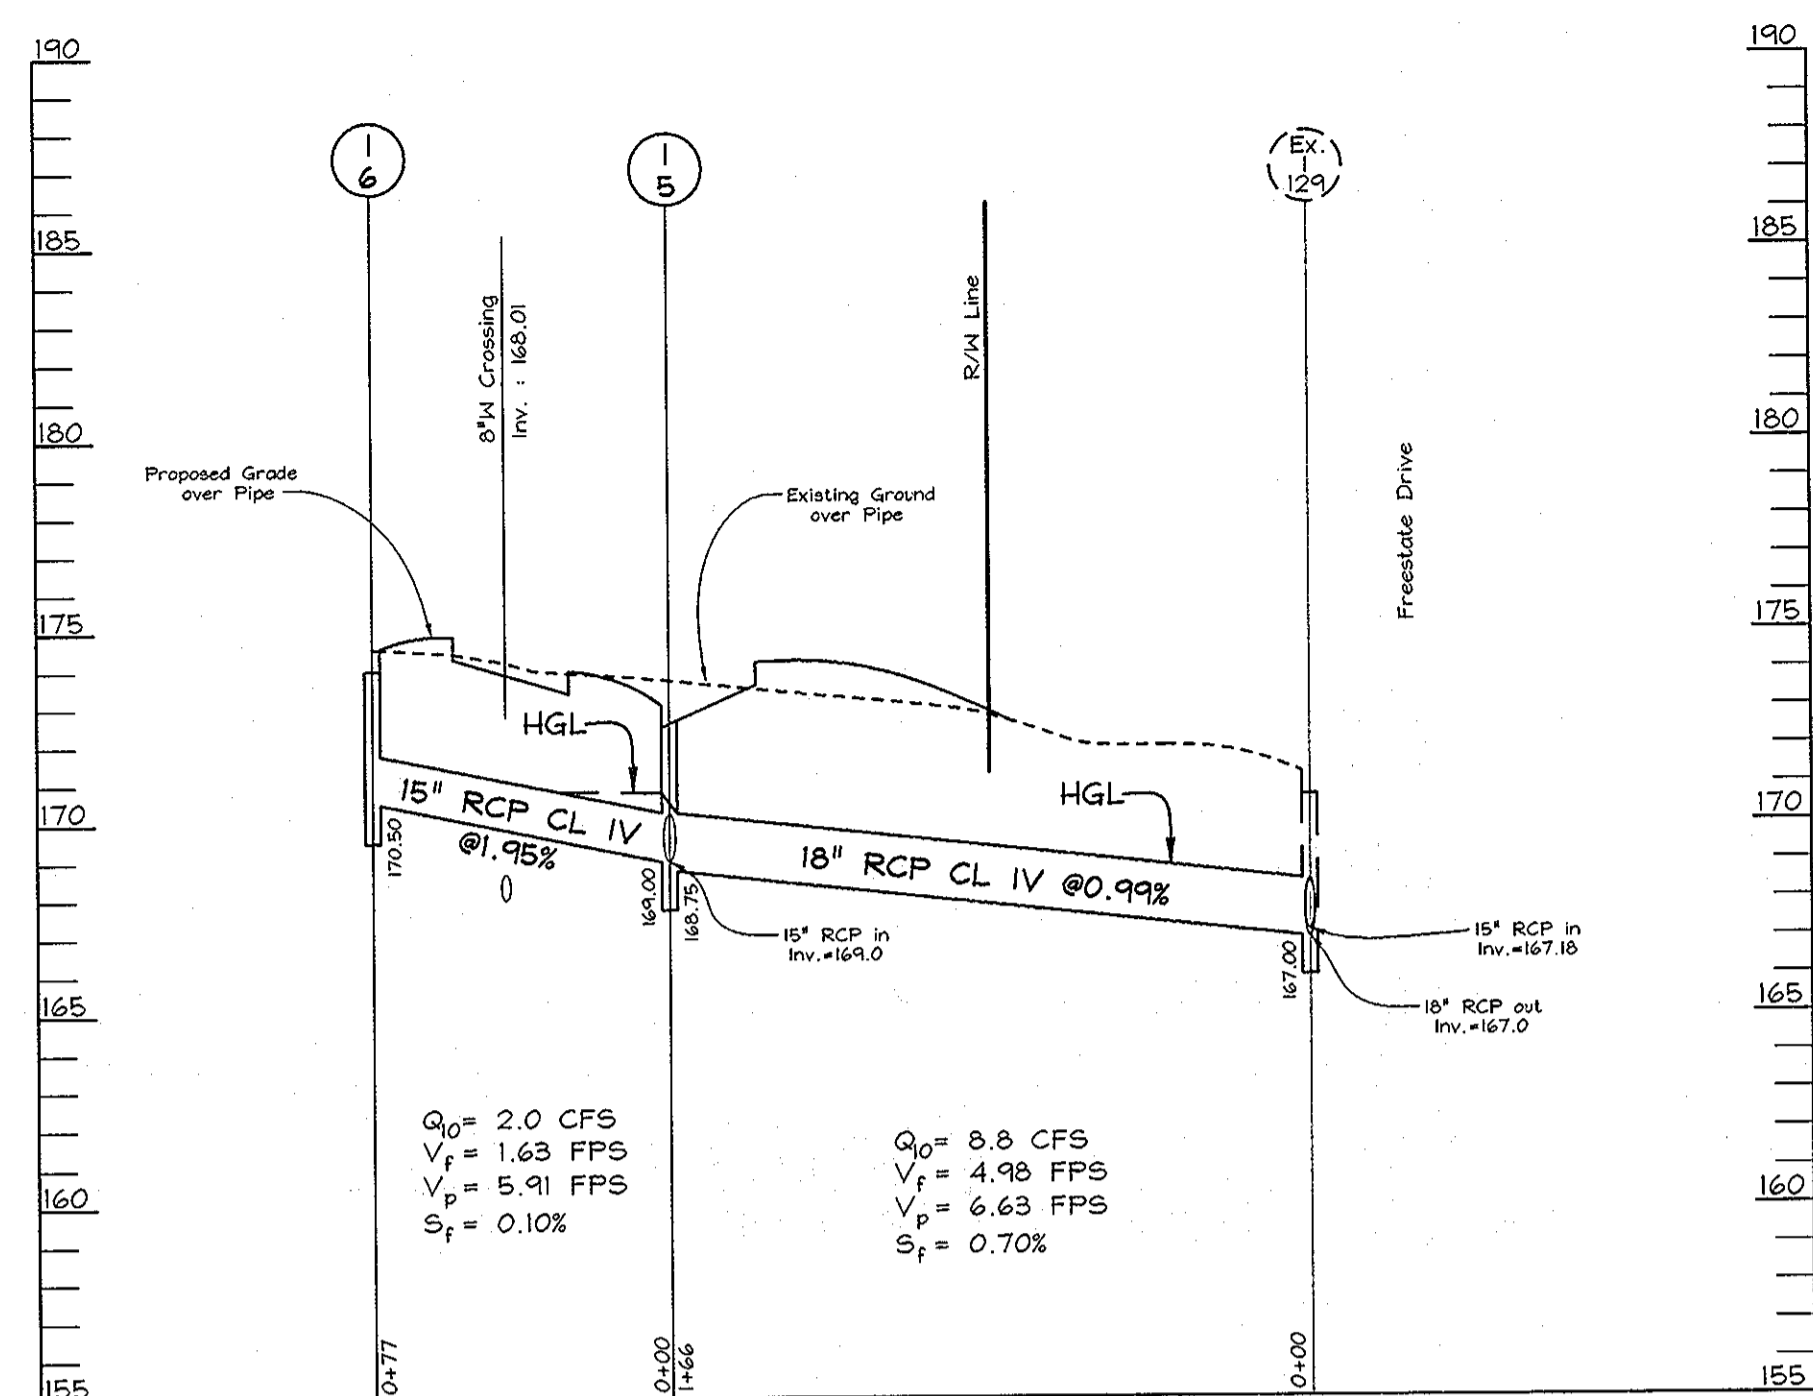 190
190
I
6
I
5
Ex.
I
129
185
185
8"W Crossing
Inv. : 168.01
R/W Line
180
180
Freestate Drive
Proposed Grade
over Pipe
Existing Ground
over Pipe
175
175
HGL
HGL
170
170
15" RCP CL IV
@1.95%
170.50
18" RCP CL IV @0.99%
169.00
168.75
15" RCP in
Inv.=169.0
15" RCP in
Inv.=167.18
167.00
18" RCP out
Inv.=167.0
165
165
Q10= 2.0 CFS
Vf = 1.63 FPS
Vp = 5.91 FPS
Sf = 0.10%
Q10= 8.8 CFS
Vf = 4.98 FPS
Vp = 6.63 FPS
Sf = 0.70%
160
160
0+77
0+00
1+66
0+00
155
155